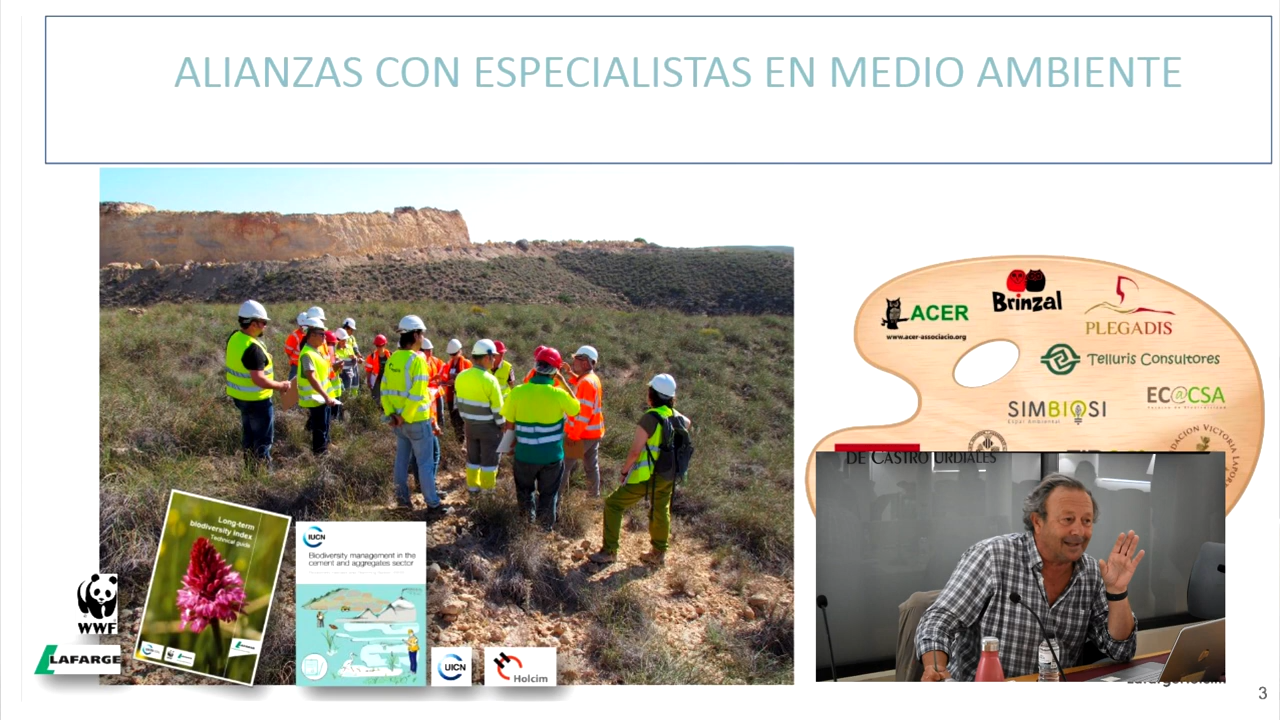 ALIANZAS CON ESPECIALISTAS EN MEDIO AMBIENTE
ACER
www.acer-associacio.org
Brinzal
PLEGADIS
Telluris Consultores
SIMBIOSI
EC@CSA
DE CASTRO URDIALES
Long-term
biodiversity index
Technical guide
IUCN
Biodiversity management in the
cement and aggregates sector
WWF
LAFARGE
UICN
Holcim
3